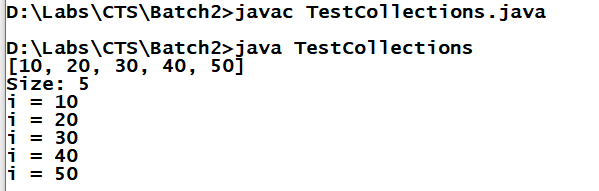 D:\Labs\CTS\Batch2>javac TestCollections.java
D:\Labs\CTS\Batch2>java TestCollections
[10, 20, 30, 40, 50]
Size: 5
i = 10
i = 20
i = 30
i = 40
i = 50